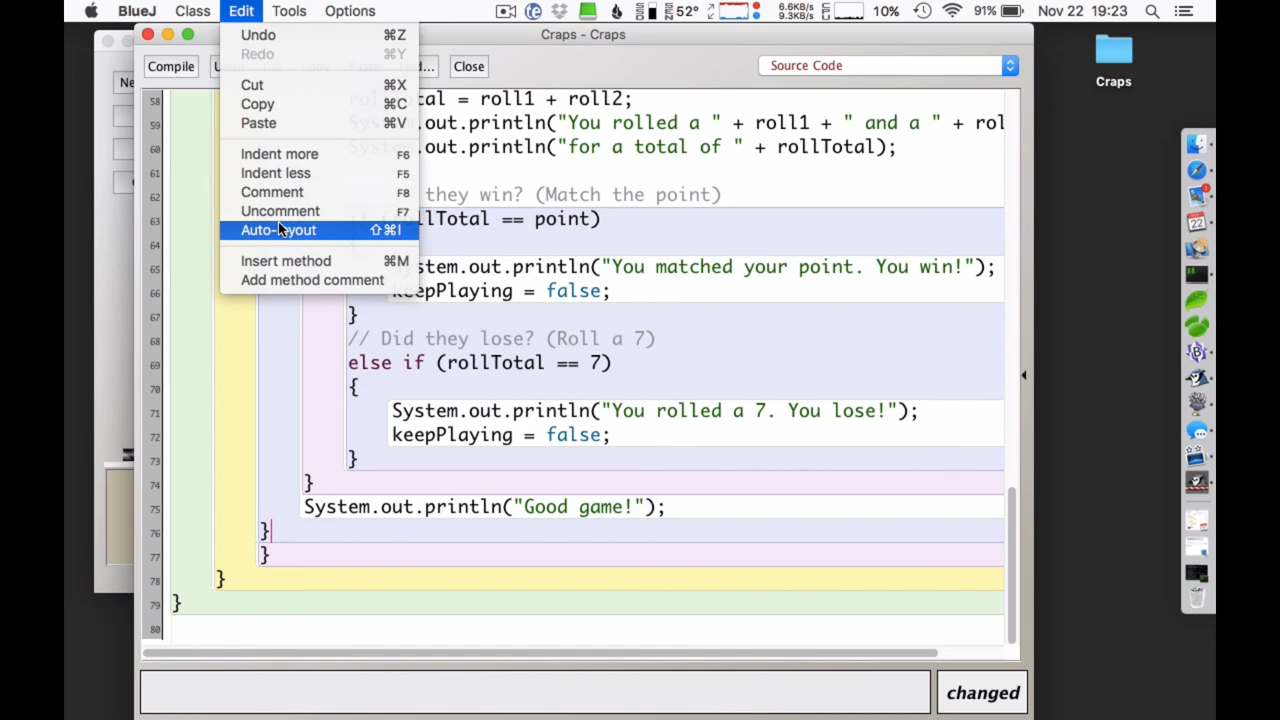 BlueJ Class Edit Tools Options 52° 6.6KB/s 9.3KB/s 10% 91% Nov 22 19:23
Craps - Craps
Undo ⌘Z
Redo ⌘Y
Cut ⌘X
Copy ⌘C
Paste ⌘V
Indent more F6
Indent less F5
Comment F8
Uncomment F7
Auto-layout ⇧⌘I
Insert method ⌘M
Add method comment
Compile Close Source Code
Ne
58 = roll1 + roll2;
59 .out.println("You rolled a " + roll1 + " and a " + rol
60 .out.println("for a total of " + rollTotal);
61
62 they win? (Match the point)
63 llTotal == point)
64
65 ystem.out.println("You matched your point. You win!");
66 keepPlaying = false;
67 }
68 // Did they lose? (Roll a 7)
69 else if (rollTotal == 7)
70 {
71 System.out.println("You rolled a 7. You lose!");
72 keepPlaying = false;
73 }
74 }
75 System.out.println("Good game!");
76 }
77 }
78 }
79 }
80
changed
Craps
22